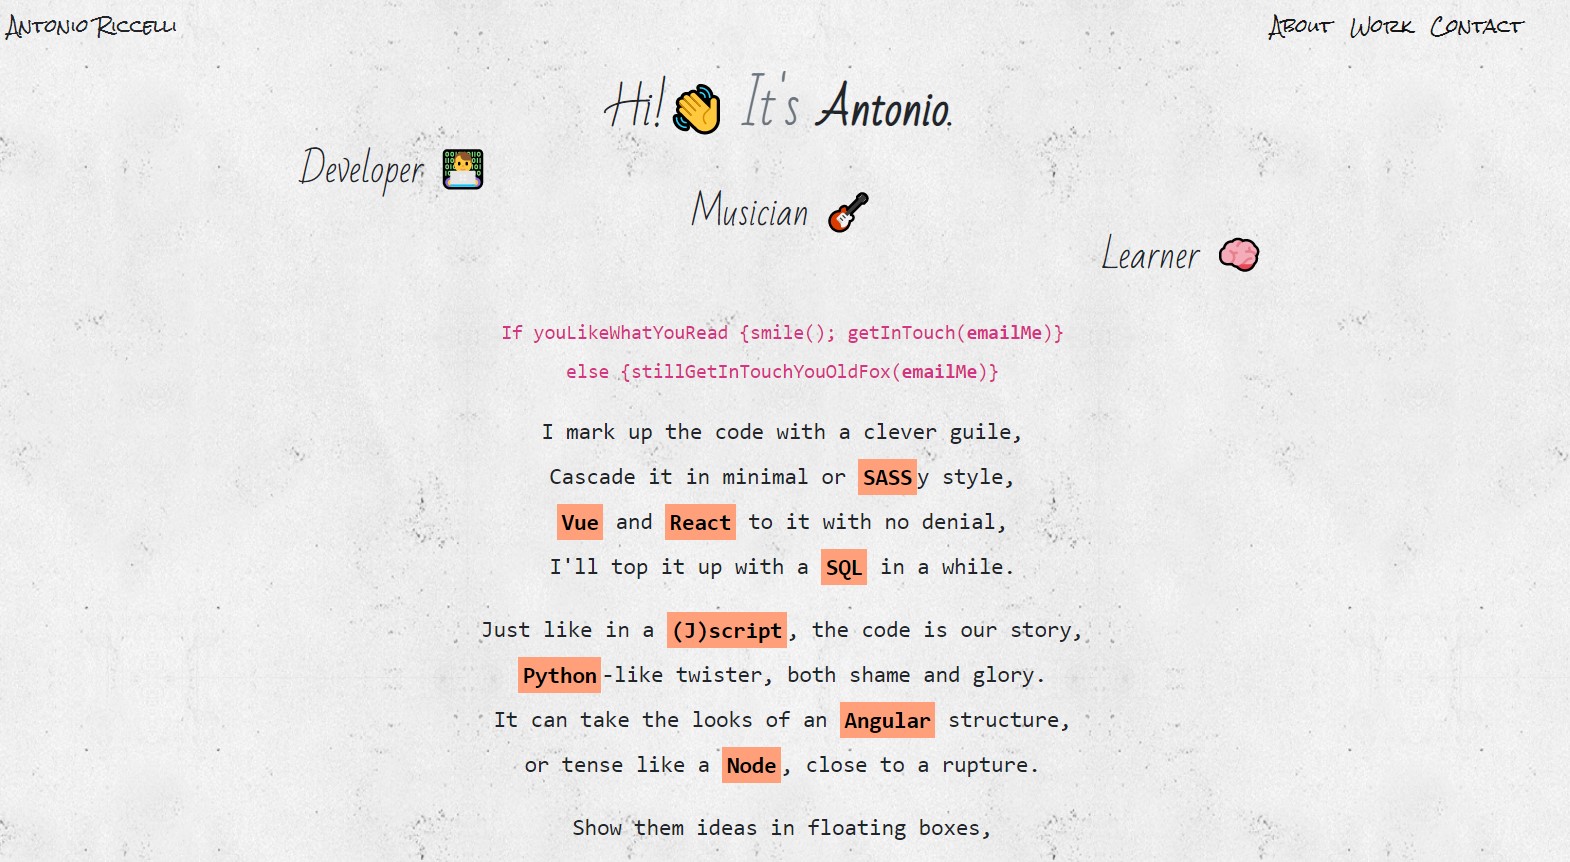 Antonio Riccelli
About Work Contact
Hi! 👋 It's Antonio.
Developer 👨‍💻
Musician 🎸
Learner 🧠
If youLikeWhatYouRead {smile(); getInTouch(emailMe)}
else {stillGetInTouchYouOldFox(emailMe)}
I mark up the code with a clever guile,
Cascade it in minimal or SASSy style,
Vue and React to it with no denial,
I'll top it up with a SQL in a while.
Just like in a (J)script, the code is our story,
Python-like twister, both shame and glory.
It can take the looks of an Angular structure,
or tense like a Node, close to a rupture.
Show them ideas in floating boxes,